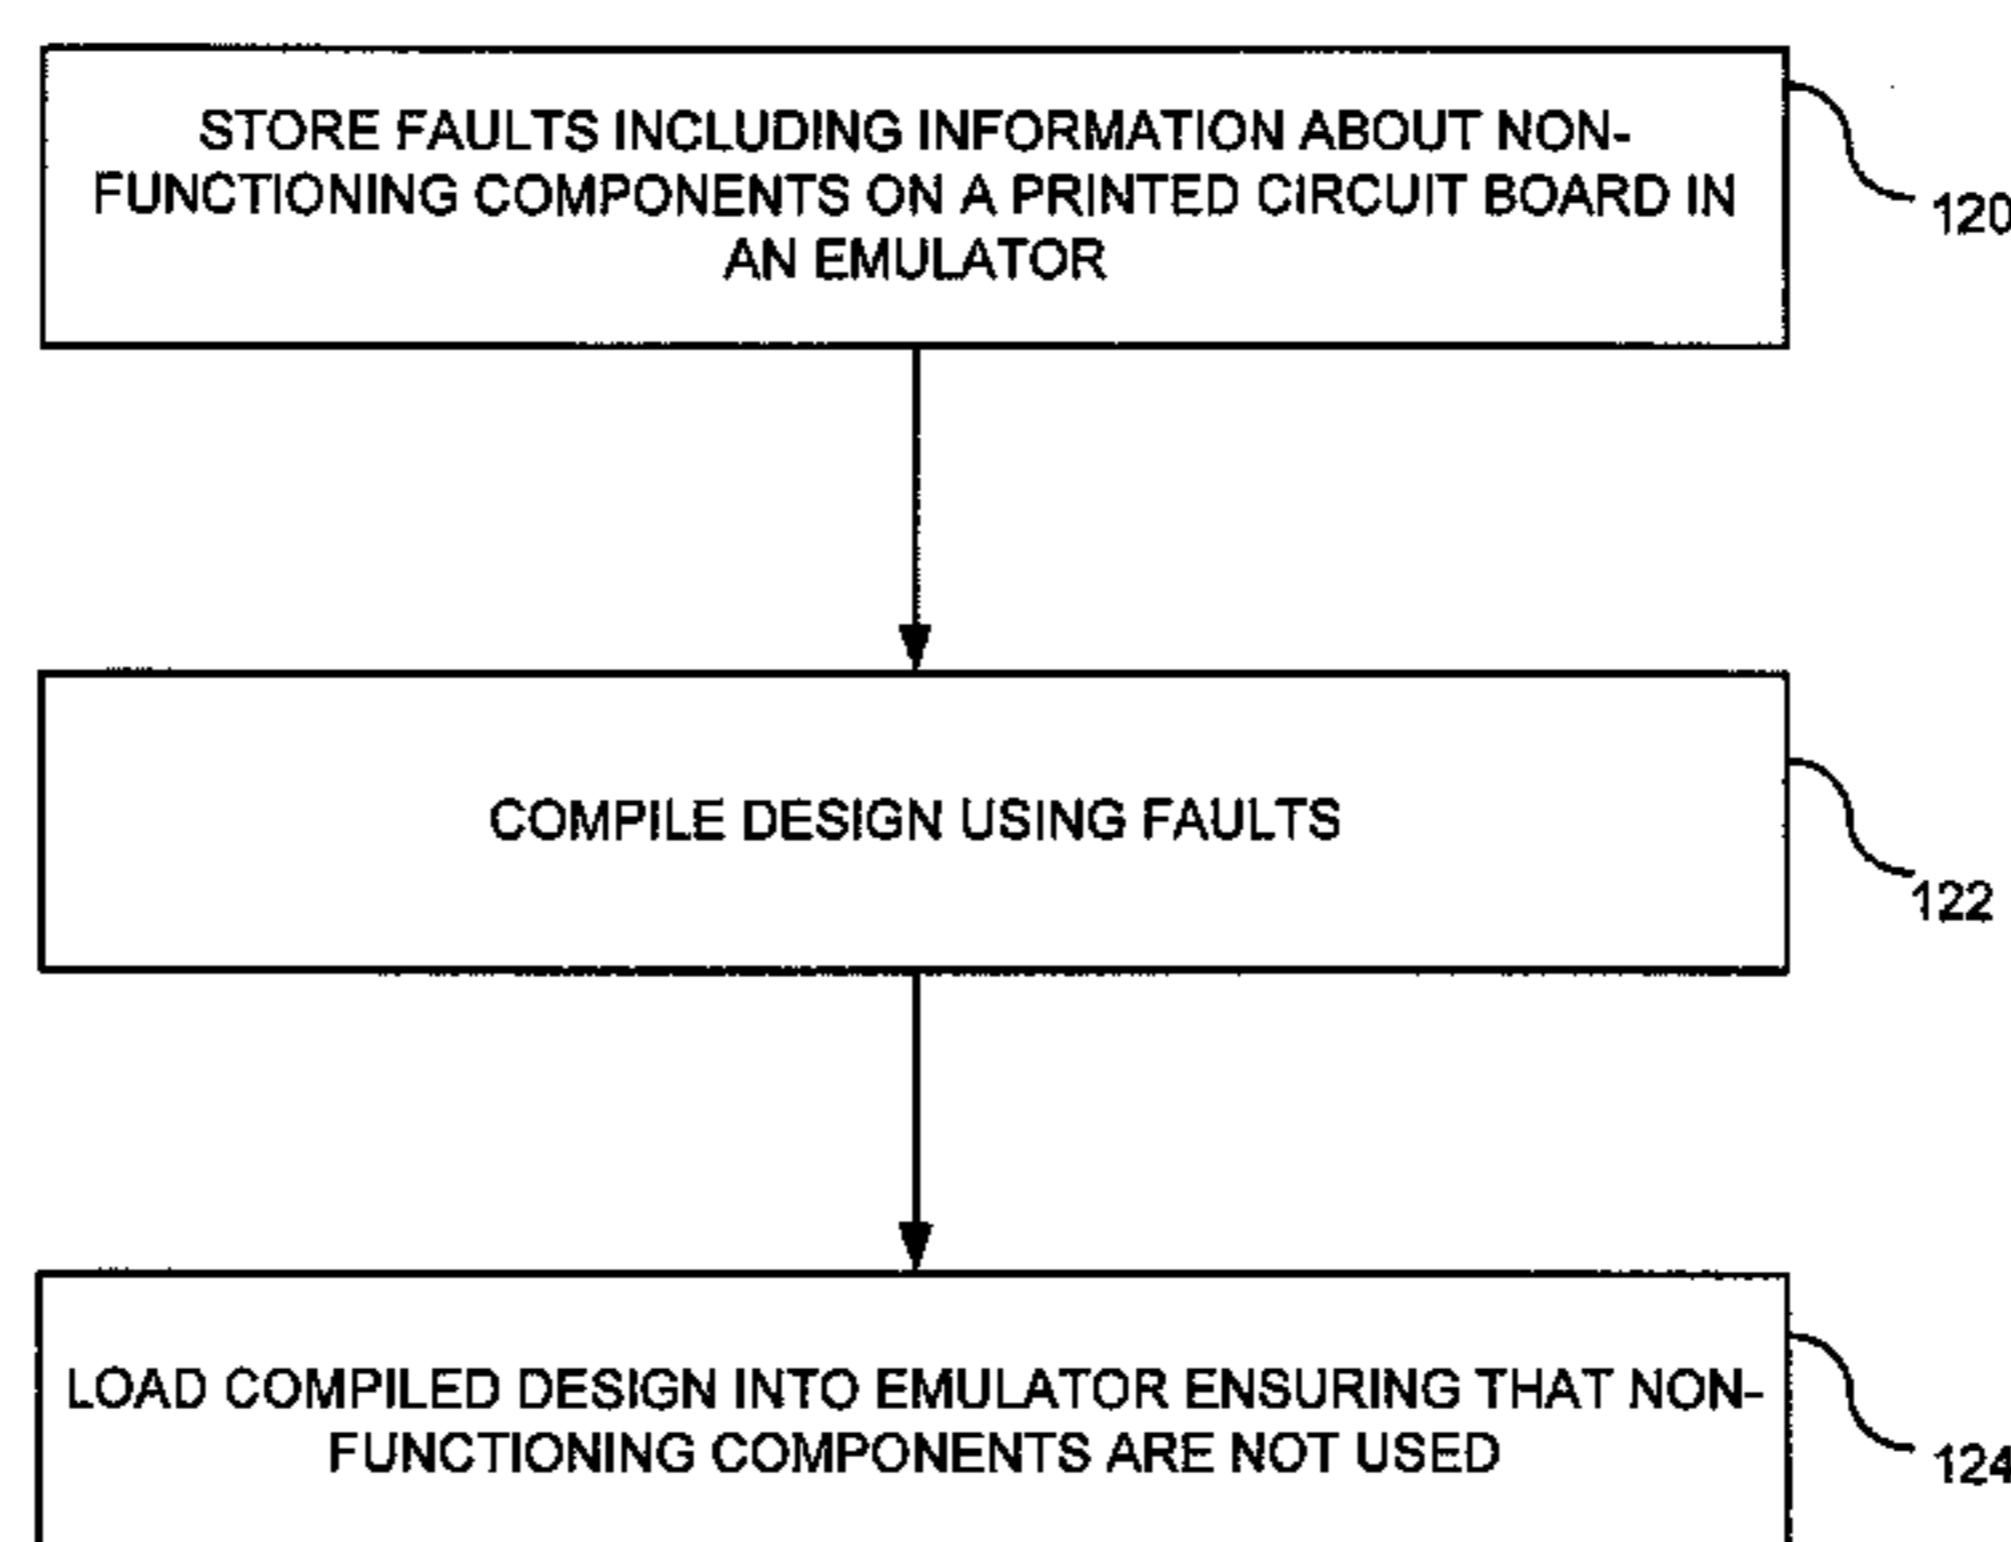 STORE FAULTS INCLUDING INFORMATION ABOUT NON-
FUNCTIONING COMPONENTS ON A PRINTED CIRCUIT BOARD IN
AN EMULATOR
120
COMPILE DESIGN USING FAULTS
122
LOAD COMPILED DESIGN INTO EMULATOR ENSURING THAT NON-
FUNCTIONING COMPONENTS ARE NOT USED
124